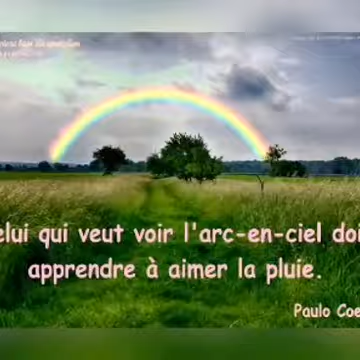 elui qui veut voir l'arc-en-ciel doi
apprendre à aimer la pluie.
Paulo Coe